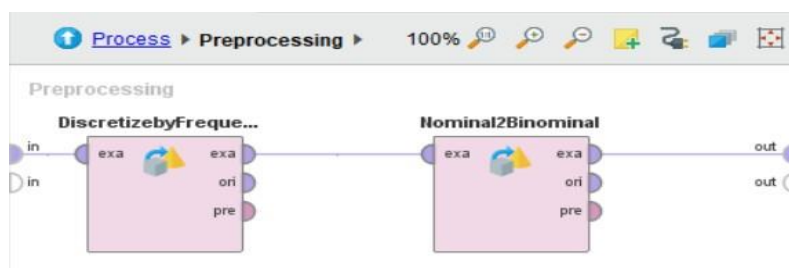 Process ▸ Preprocessing ▸ 100%
Preprocessing
DiscretizebyFreque... Nominal2Binominal
in exa exa exa exa out
in ori ori out
pre pre